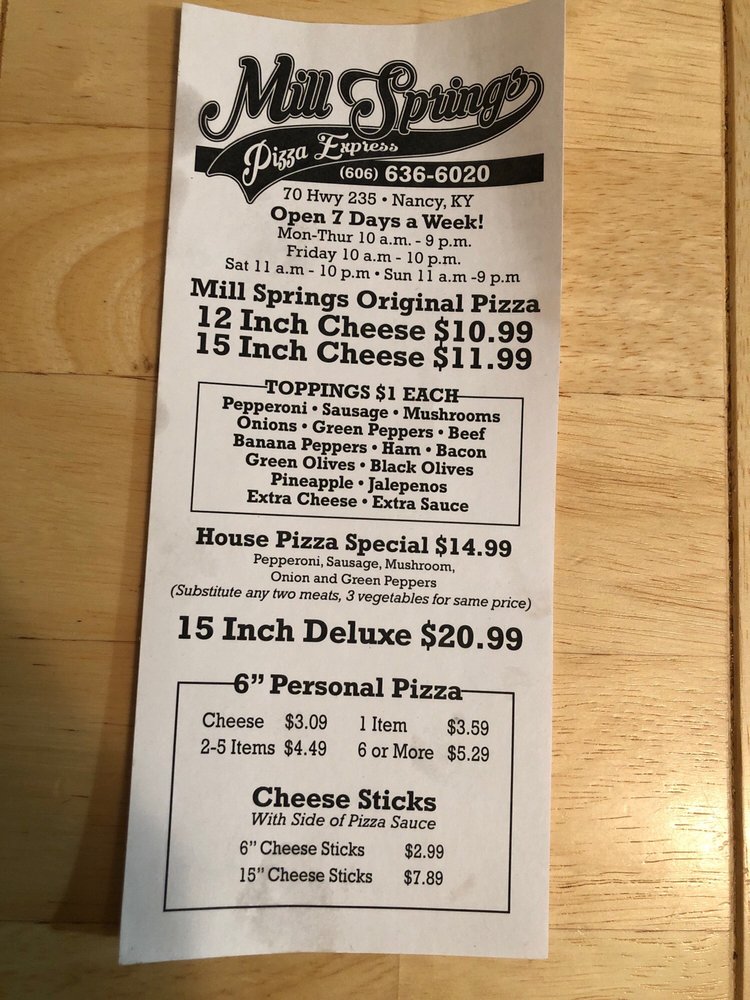 Mill Springs
Pizza Express
(606) 636-6020
70 Hwy 235 • Nancy, KY
Open 7 Days a Week!
Mon-Thur 10 a.m. - 9 p.m.
Friday 10 a.m - 10 p.m.
Sat 11 a.m - 10 p.m • Sun 11 a.m -9 p.m
Mill Springs Original Pizza
12 Inch Cheese $10.99
15 Inch Cheese $11.99
TOPPINGS $1 EACH
Pepperoni • Sausage • Mushrooms
Onions • Green Peppers • Beef
Banana Peppers • Ham • Bacon
Green Olives • Black Olives
Pineapple • Jalepenos
Extra Cheese • Extra Sauce
House Pizza Special $14.99
Pepperoni, Sausage, Mushroom,
Onion and Green Peppers
(Substitute any two meats, 3 vegetables for same price)
15 Inch Deluxe $20.99
6” Personal Pizza
Cheese $3.09 1 Item $3.59
2-5 Items $4.49 6 or More $5.29
Cheese Sticks
With Side of Pizza Sauce
6” Cheese Sticks $2.99
15” Cheese Sticks $7.89